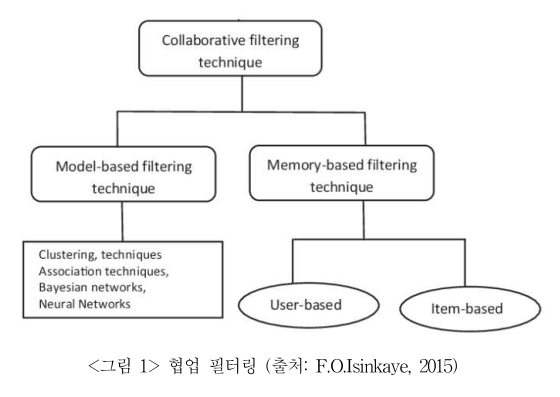 Collaborative filtering
technique
Model-based filtering
technique
Memory-based filtering
technique
Clustering, techniques
Association techniques,
Bayesian networks,
Neural Networks
User-based
Item-based
<그림 1> 협업 필터링 (출처: F.O.Isinkaye, 2015)